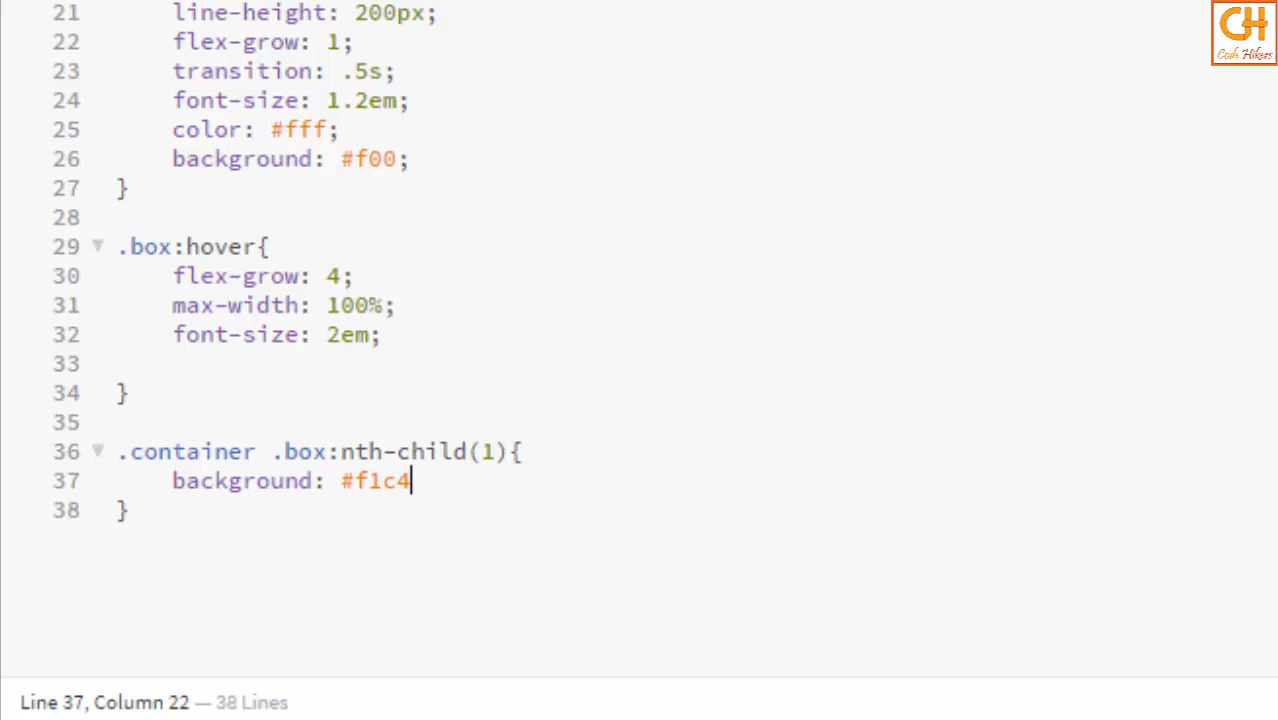 21 line-height: 200px;
22 flex-grow: 1;
23 transition: .5s;
24 font-size: 1.2em;
25 color: #fff;
26 background: #f00;
27 }
28
29 .box:hover{
30 flex-grow: 4;
31 max-width: 100%;
32 font-size: 2em;
33
34 }
35
36 .container .box:nth-child(1){
37 background: #f1c4
38 }
Line 37, Column 22 — 38 Lines
CH
Code Hikers